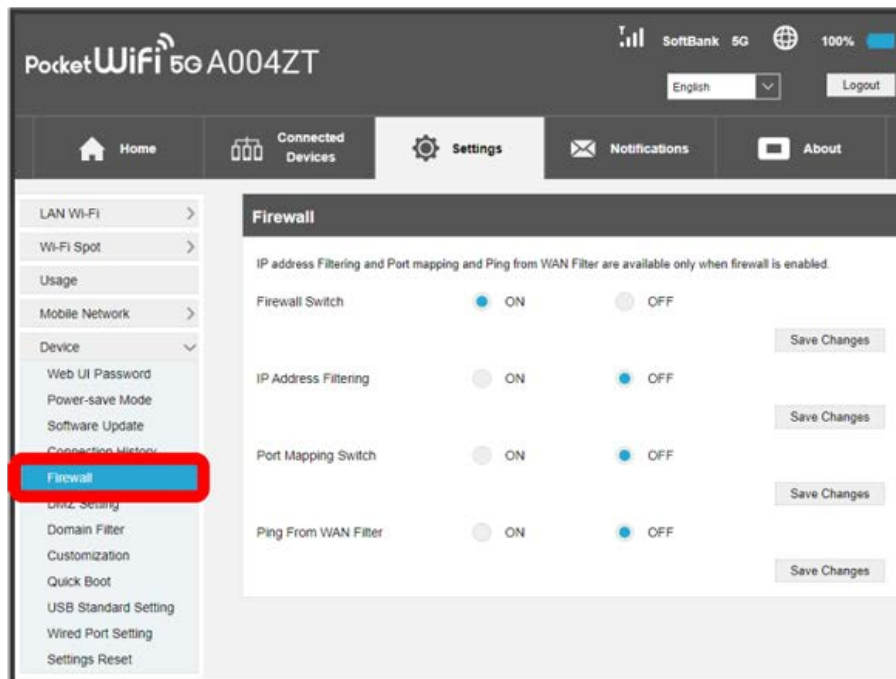 Pocket WiFi 5G A004ZT
SoftBank 5G 100%
English Logout
Home
Connected
Devices
Settings
Notifications
About
LAN Wi-Fi
Wi-Fi Spot
Usage
Mobile Network
Device
Web UI Password
Power-save Mode
Software Update
Connection History
Firewall
DMZ Setting
Domain Filter
Customization
Quick Boot
USB Standard Setting
Wired Port Setting
Settings Reset
Firewall
IP address Filtering and Port mapping and Ping from WAN Filter are available only when firewall is enabled.
Firewall Switch ON OFF
Save Changes
IP Address Filtering ON OFF
Save Changes
Port Mapping Switch ON OFF
Save Changes
Ping From WAN Filter ON OFF
Save Changes